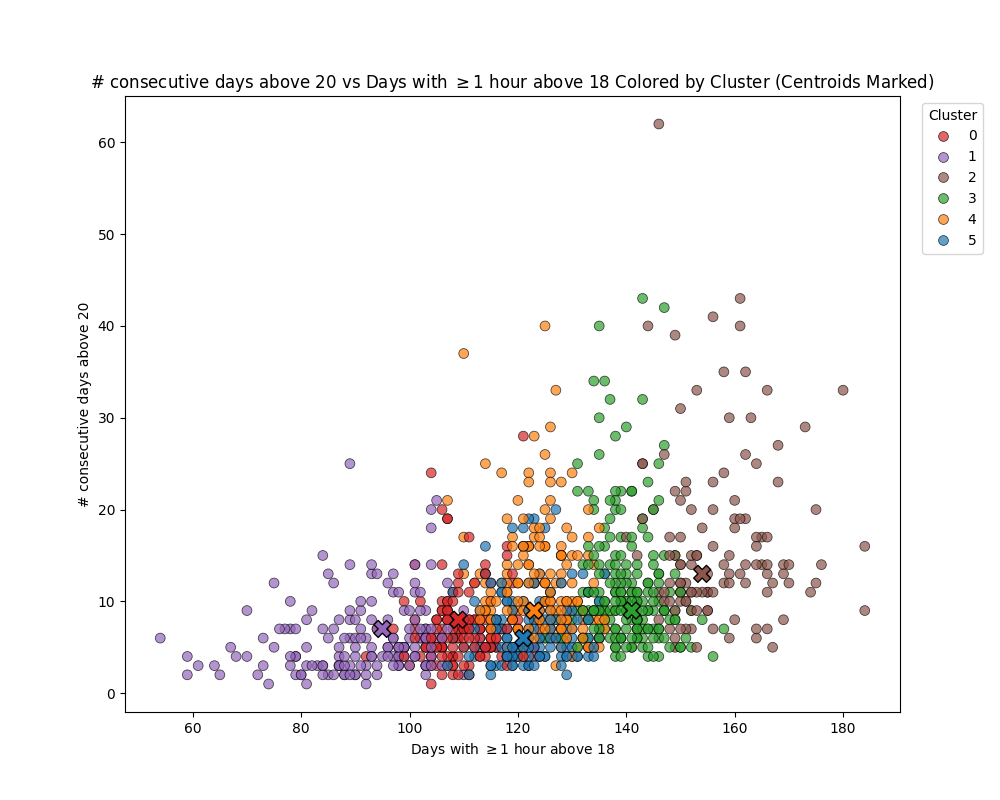 # consecutive days above 20 vs Days with ≥1 hour above 18 Colored by Cluster (Centroids Marked)
Cluster
0
1
2
3
4
5
# consecutive days above 20
60
50
40
30
20
10
0
60 80 100 120 140 160 180
Days with ≥1 hour above 18